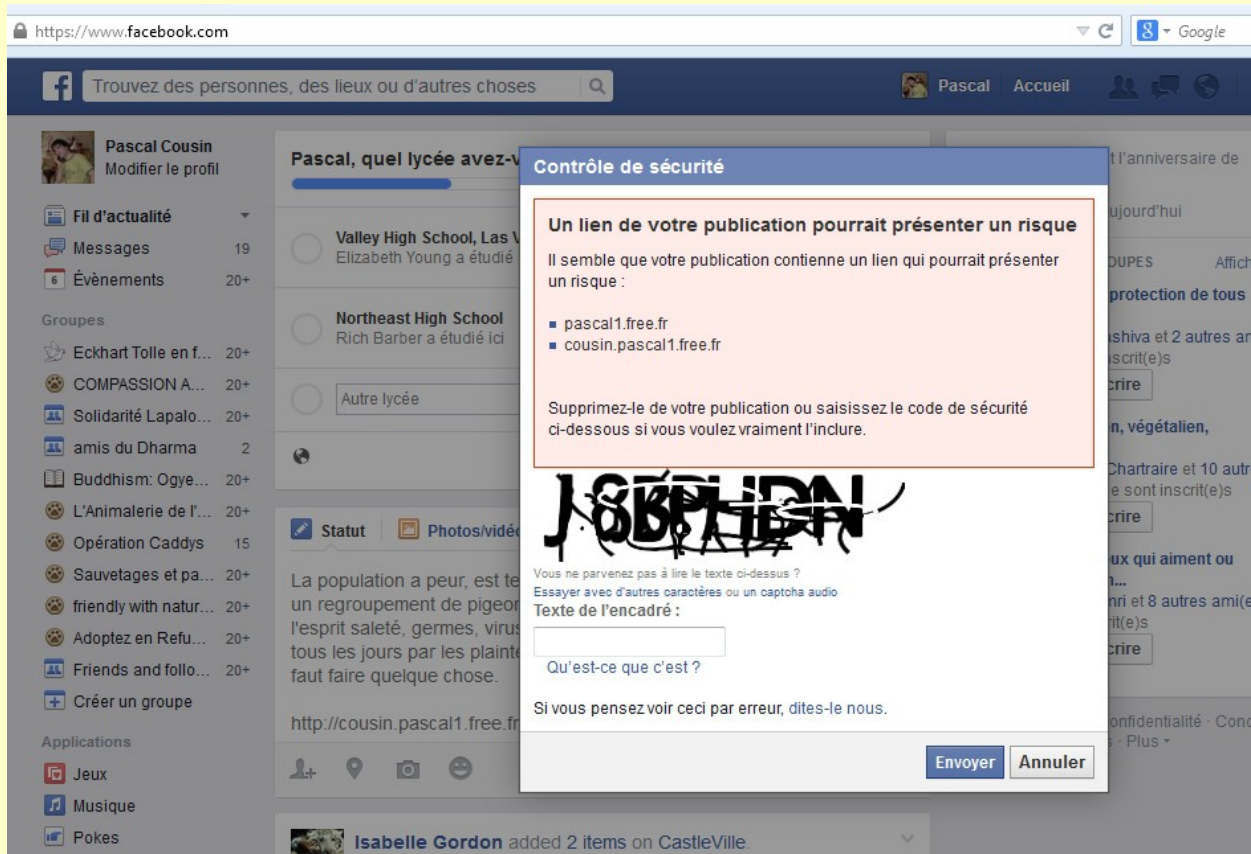 https://www.facebook.com
Google
Trouvez des personnes, des lieux ou d'autres choses
Pascal
Accueil
Pascal Cousin
Modifier le profil
Fil d'actualité
Messages 19
6 Évènements 20+
Groupes
Eckhart Tolle en f... 20+
COMPASSION A... 20+
Solidarité Lapalo... 20+
amis du Dharma 2
Buddhism: Ogye... 20+
L'Animalerie de l'... 20+
Opération Caddys 15
Sauvetages et pa... 20+
friendly with natur... 20+
Adoptez en Refu... 20+
Friends and follo... 20+
Créer un groupe
Applications
Jeux
Musique
Pokes
Pascal, quel lycée avez-v
Valley High School, Las V
Elizabeth Young a étudié
Northeast High School
Rich Barber a étudié ici
Autre lycée
Statut
Photos/vidéo
La population a peur, est te
un regroupement de pigeon
l'esprit saleté, germes, virus
tous les jours par les plainte
faut faire quelque chose.
http://cousin.pascal1.free.fr
Isabelle Gordon added 2 items on CastleVille.
Contrôle de sécurité
Un lien de votre publication pourrait présenter un risque
Il semble que votre publication contienne un lien qui pourrait présenter
un risque :
pascal1.free.fr
cousin.pascal1.free.fr
Supprimez-le de votre publication ou saisissez le code de sécurité
ci-dessous si vous voulez vraiment l'inclure.
Vous ne parvenez pas à lire le texte ci-dessus ?
Essayer avec d'autres caractères ou un captcha audio
Texte de l'encadré :
Qu'est-ce que c'est ?
Si vous pensez voir ceci par erreur, dites-le nous.
Envoyer
Annuler
t l'anniversaire de
ujourd'hui
OUPES Affich
protection de tous
ashiva et 2 autres am
inscrit(e)s
crire
n, végétalien,
Chartraire et 10 autr
e sont inscrit(e)s
crire
ux qui aiment ou
nri et 8 autres ami(e
rit(e)s
crire
onfidentialité · Cond
s · Plus